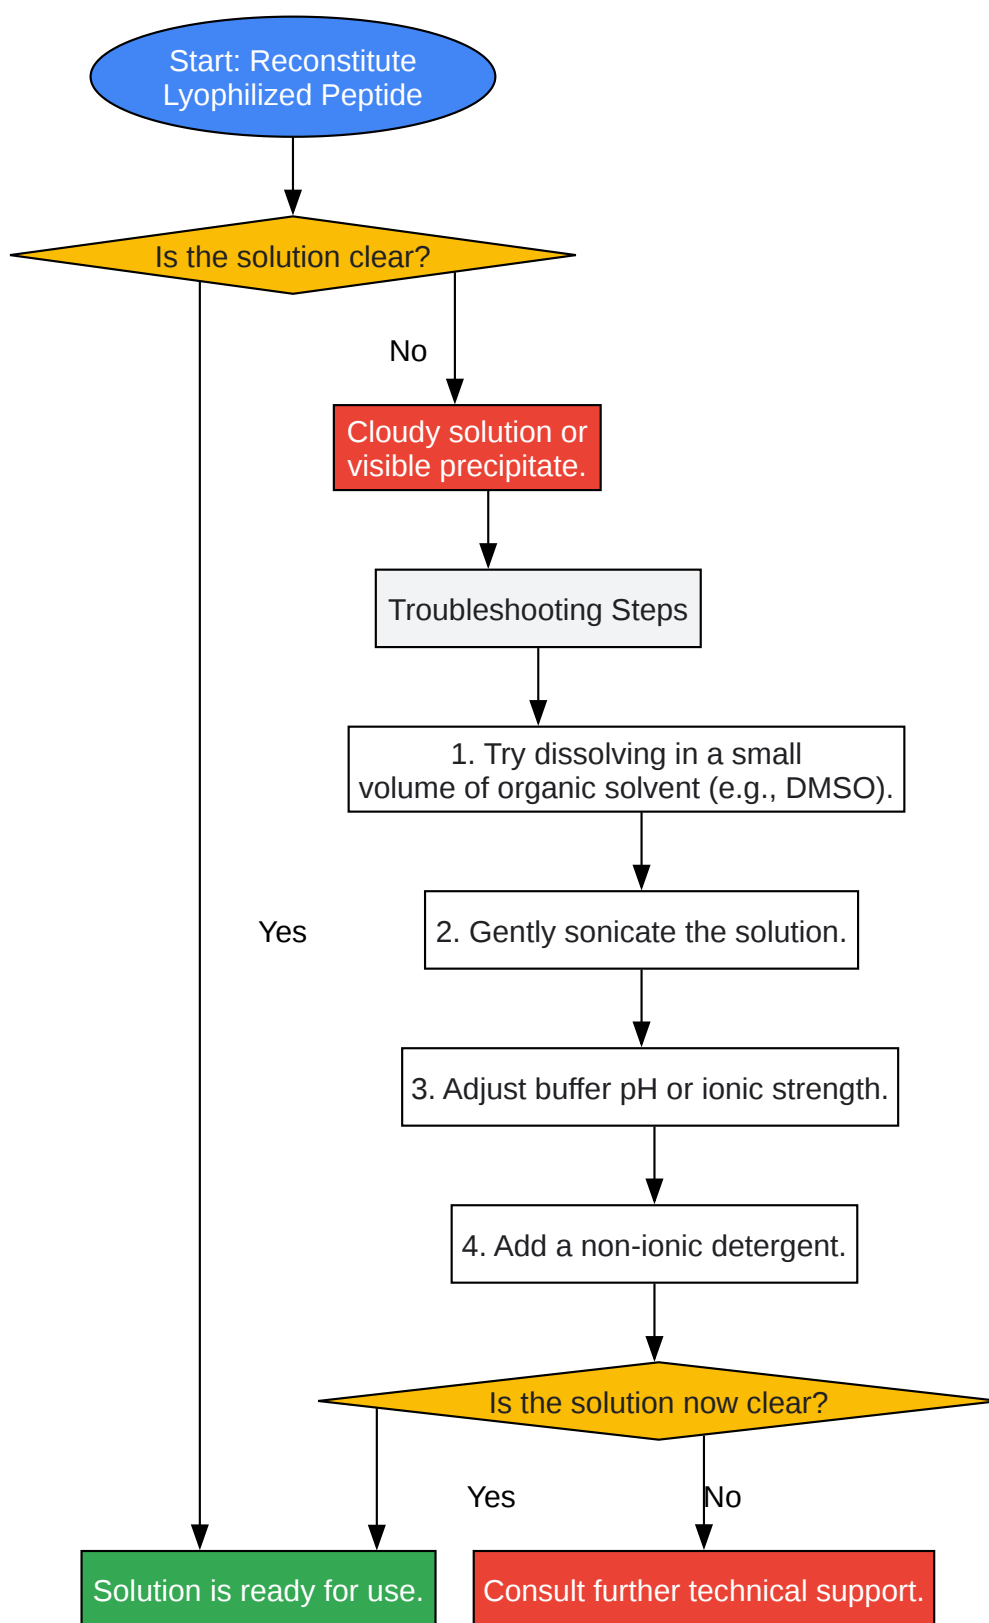 Start: Reconstitute
Lyophilized Peptide
Is the solution clear?
No
Cloudy solution or
visible precipitate.
Troubleshooting Steps
1. Try dissolving in a small
volume of organic solvent (e.g., DMSO).
Yes
2. Gently sonicate the solution.
3. Adjust buffer pH or ionic strength.
4. Add a non-ionic detergent.
Is the solution now clear?
Yes
No
Solution is ready for use.
Consult further technical support.